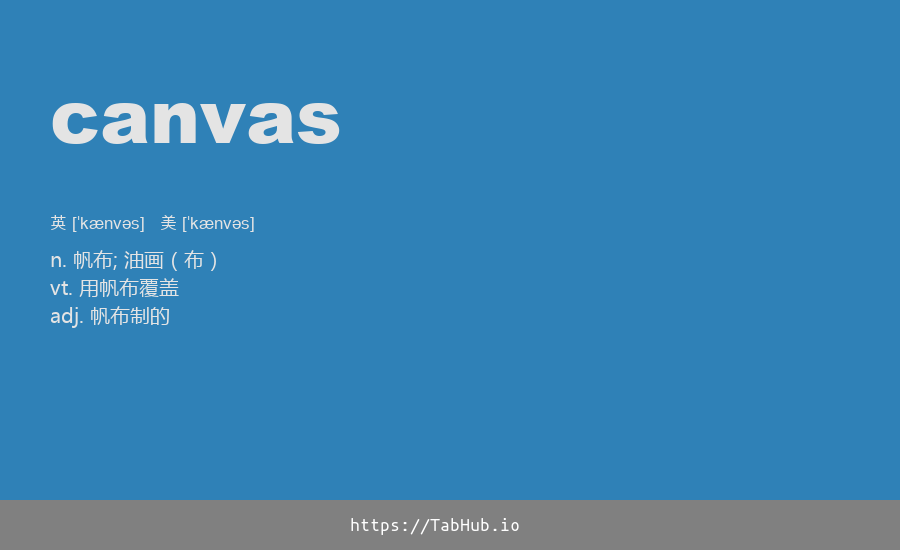 canvas
英 [ˈkænvəs]   美 [ˈkænvəs]
n. 帆布; 油画（布）
vt. 用帆布覆盖
adj. 帆布制的
https://TabHub.io